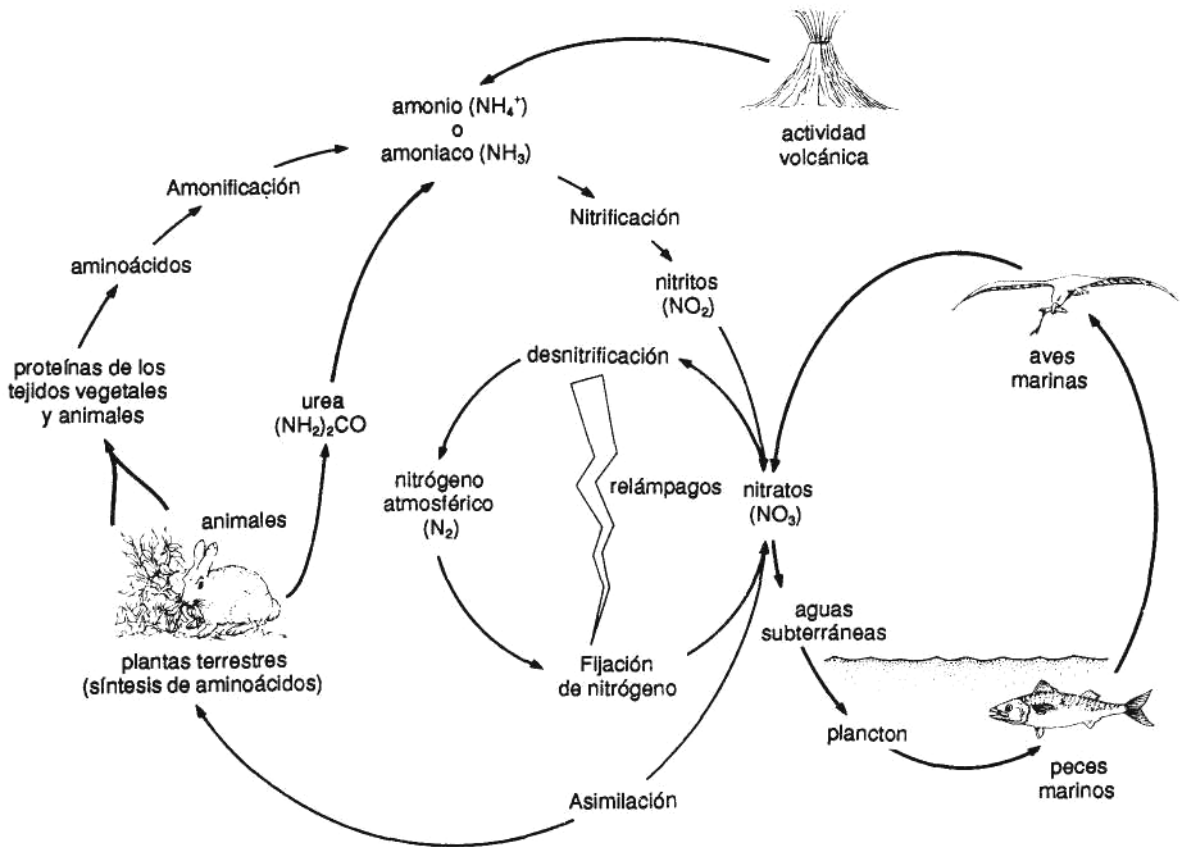 actividad
volcánica
amonio (NH₄⁺)
o
amoniaco (NH₃)
Amonificación
Nitrificación
aminoácidos
nitritos
(NO₂)
desnitrificación
aves
marinas
proteínas de los
tejidos vegetales
y animales
urea
(NH₂)₂CO
nitrógeno
atmosférico
(N₂)
relámpagos
nitratos
(NO₃)
animales
aguas
subterráneas
plantas terrestres
(síntesis de aminoácidos)
Fijación
de nitrógeno
plancton
peces
marinos
Asimilación